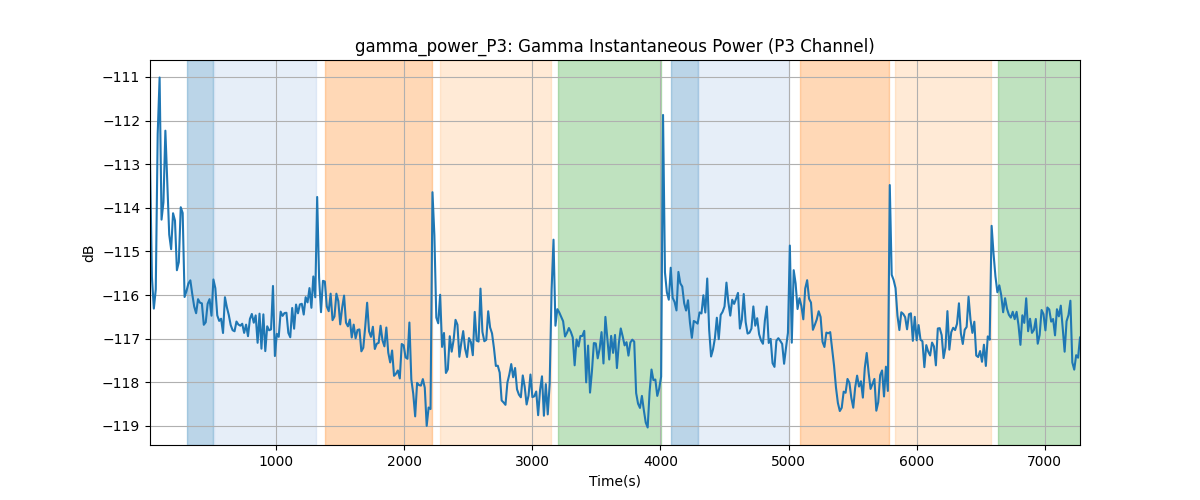 gamma_power_P3: Gamma Instantaneous Power (P3 Channel)
−111
−112
−113
−114
−115
−116
−117
−118
−119
dB
1000 2000 3000 4000 5000 6000 7000
Time(s)